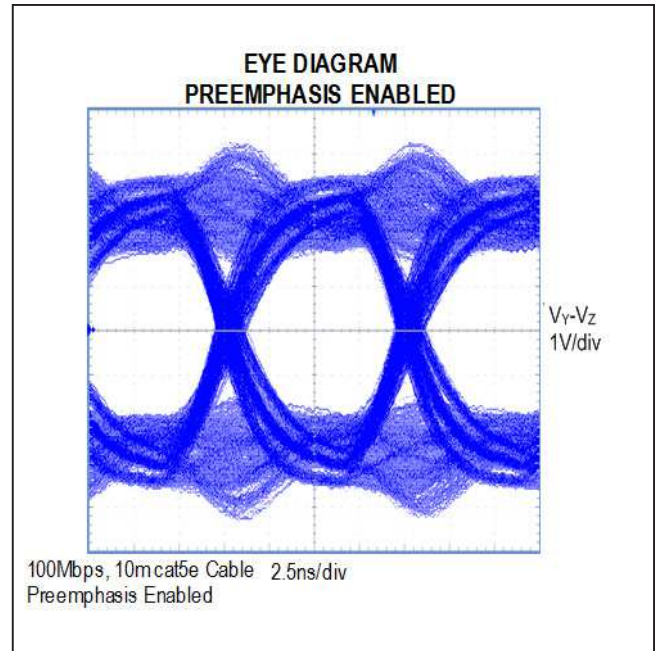 EYE DIAGRAM
PREEMPHASIS ENABLED
VY-VZ
1V/div
100Mbps, 10m cat5e Cable 2.5ns/div
Preemphasis Enabled